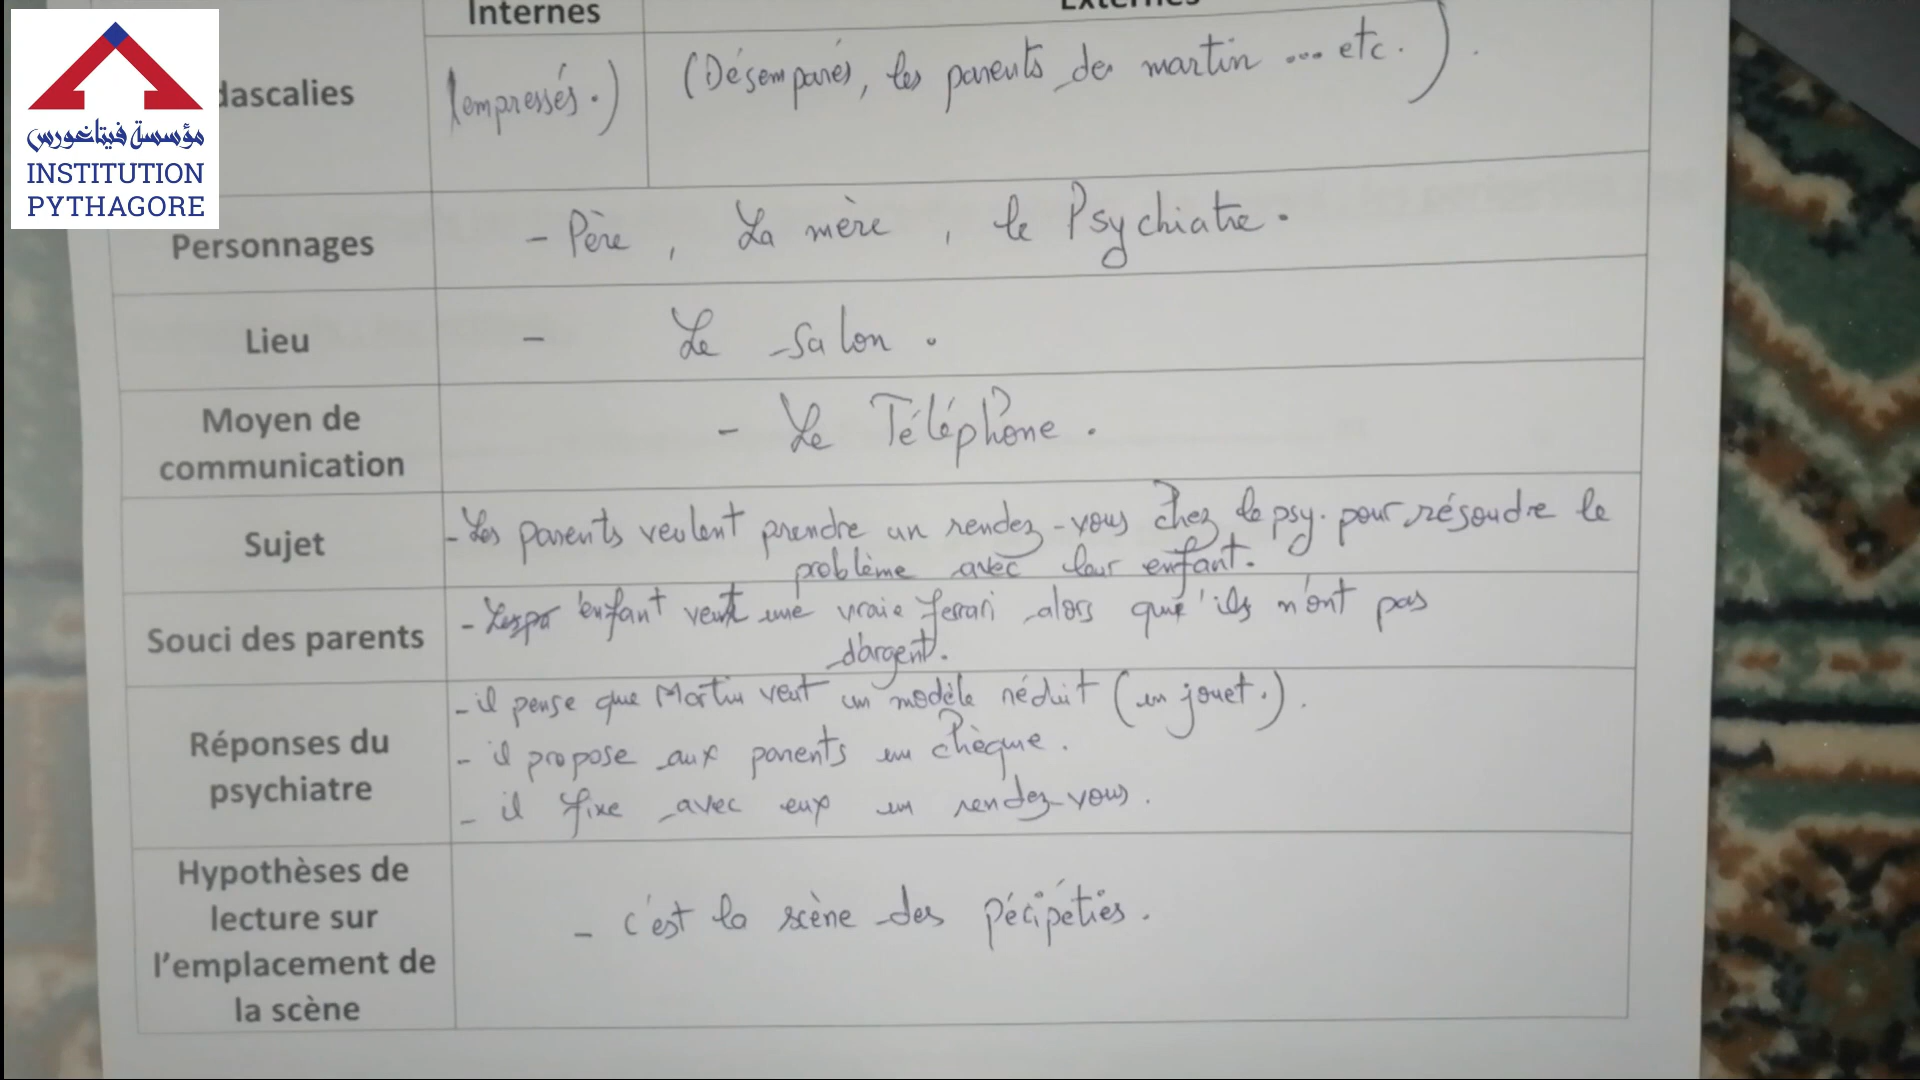 Internes
Externes
dascalies
(empressés.)
(Désemparés, les parents de martin ... etc.).
مؤسسة فيتاغورس
INSTITUTION
PYTHAGORE
Personnages
- Père, La mère, le Psychiatre.
Lieu
- Le salon.
Moyen de
communication
- Le Téléphone.
Sujet
- Les parents veulent prendre un rendez-vous chez le psy. pour résoudre le
problème avec leur enfant.
Souci des parents
- enfant veut une vraie ferrari alors que'ils n'ont pas
d'argent.
Réponses du
psychiatre
- il pense que Martin veut un modèle réduit (un jouet.).
- il propose aux parents un chèque.
- il fixe avec eux un rendez-vous.
Hypothèses de
lecture sur
l'emplacement de
la scène
- c'est la scène des péripéties.